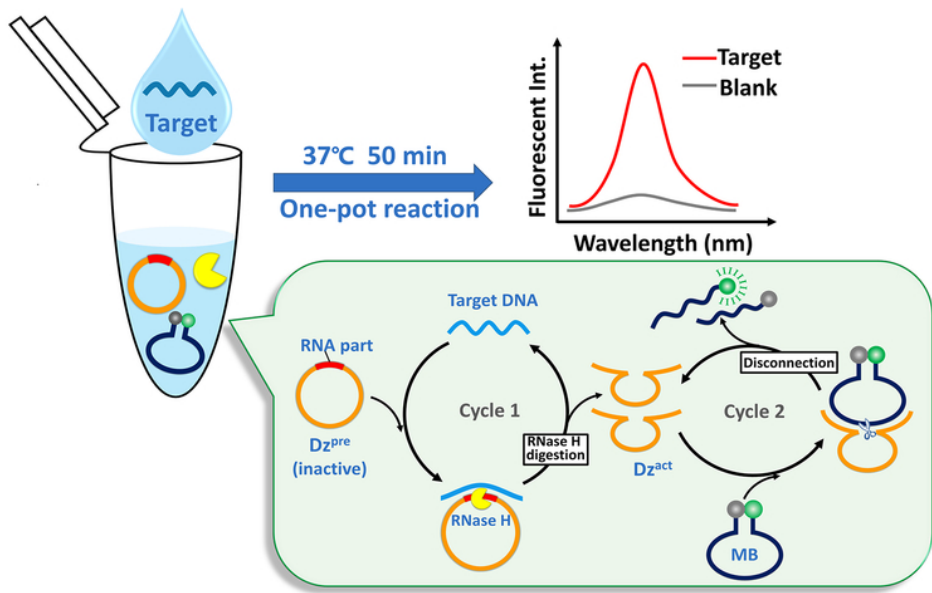 Target
37℃ 50 min
One-pot reaction
Fluorescent Int.
Target
Blank
Wavelength (nm)
Target DNA
RNA part
Dzᵖʳᵉ
(inactive)
Cycle 1
RNase H
digestion
RNase H
Dzᵃᶜᵗ
Cycle 2
Disconnection
MB